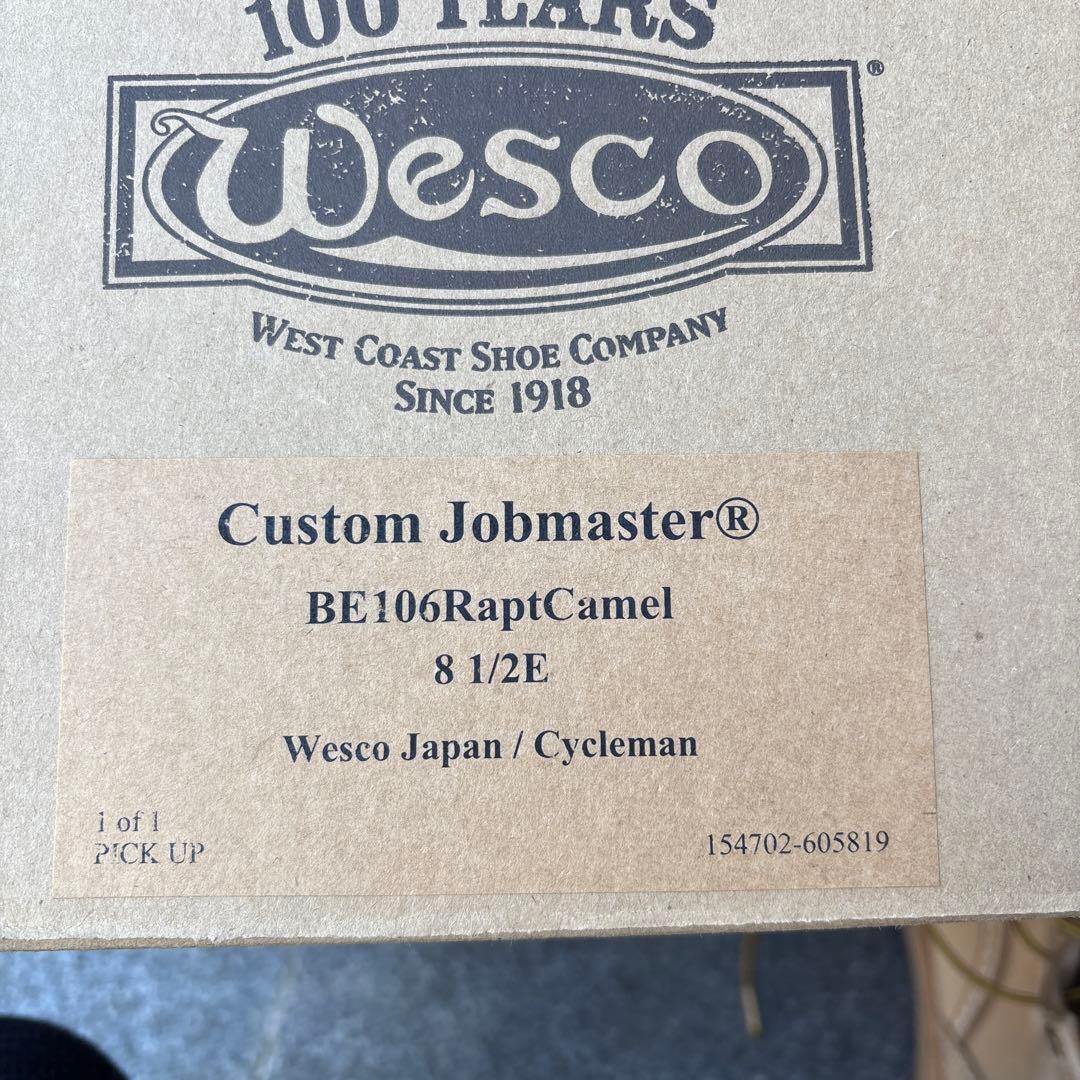 100 YEARS
Wesco®
WEST COAST SHOE COMPANY
SINCE 1918
Custom Jobmaster®
BE106RaptCamel
8 1/2E
Wesco Japan / Cycleman
1 of 1
PICK UP
154702-605819